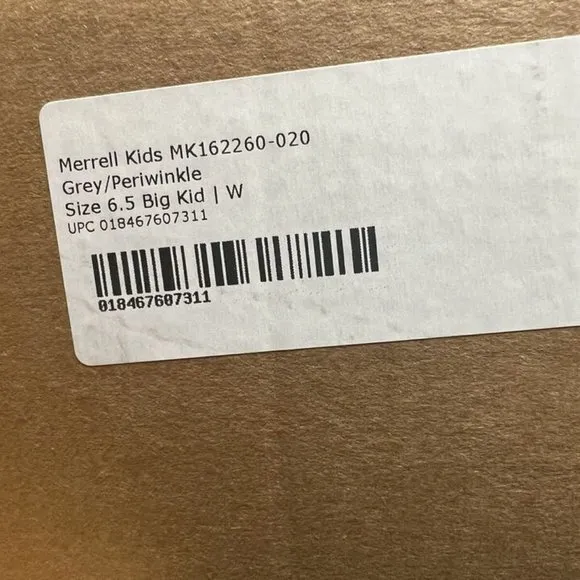 Merrell Kids MK162260-020
Grey/Periwinkle
Size 6.5 Big Kid | W
UPC 018467607311
018467607311